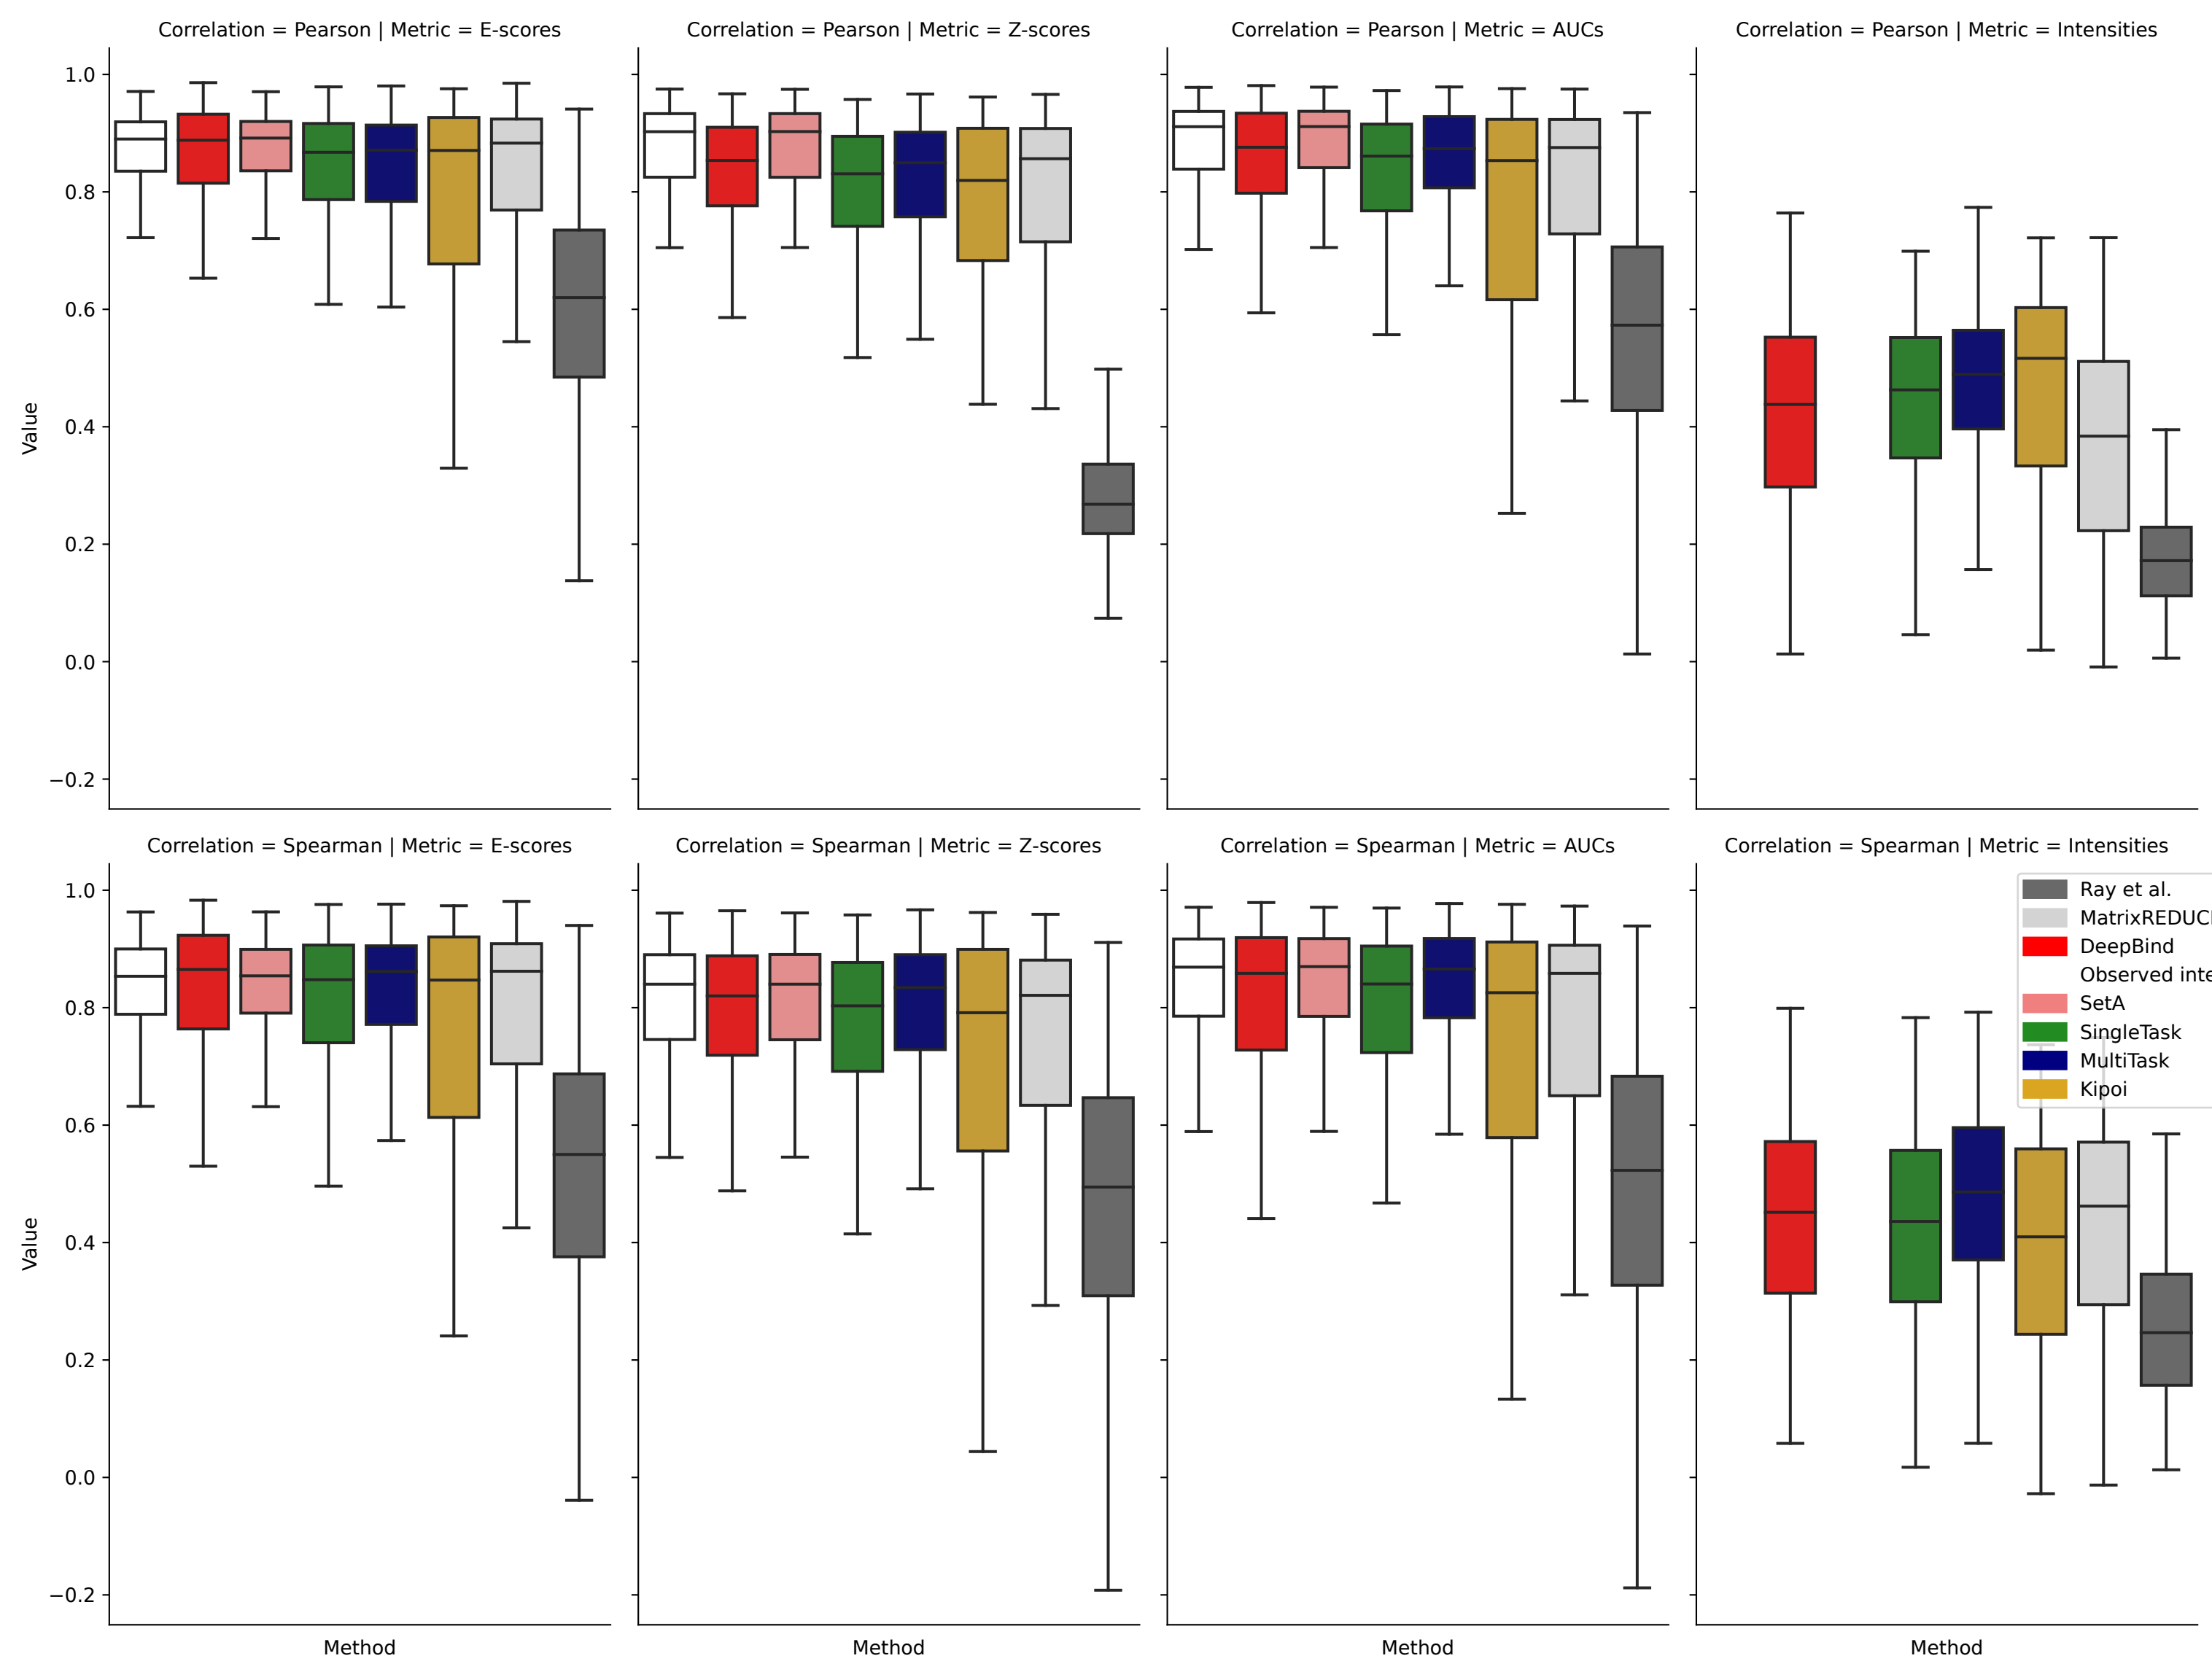 Correlation = Pearson | Metric = E-scores
Correlation = Pearson | Metric = Z-scores
Correlation = Pearson | Metric = AUCs
Correlation = Pearson | Metric = Intensities
1.0
0.8
0.6
0.4
0.2
0.0
−0.2
Value
Correlation = Spearman | Metric = E-scores
Correlation = Spearman | Metric = Z-scores
Correlation = Spearman | Metric = AUCs
Correlation = Spearman | Metric = Intensities
1.0
0.8
0.6
0.4
0.2
0.0
−0.2
Value
Ray et al.
MatrixREDUC
DeepBind
Observed inte
SetA
SingleTask
MultiTask
Kipoi
Method
Method
Method
Method